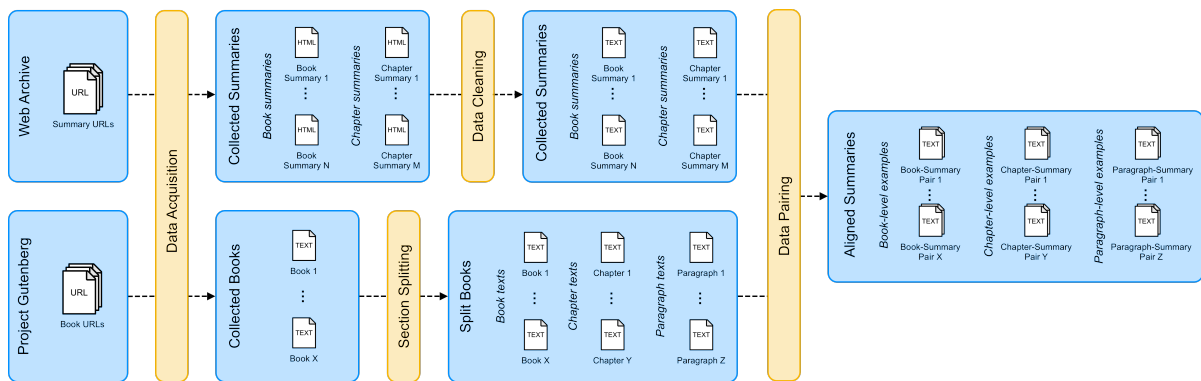 Web Archive
URL
Summary URLs
Data Acquisition
Collected Summaries
Book summaries
HTML
Book
Summary 1
HTML
Book
Summary N
Chapter summaries
HTML
Chapter
Summary 1
HTML
Chapter
Summary M
Data Cleaning
Collected Summaries
Book summaries
TEXT
Book
Summary 1
TEXT
Book
Summary N
Chapter summaries
TEXT
Chapter
Summary 1
TEXT
Chapter
Summary M
Project Gutenberg
URL
Book URLs
Collected Books
TEXT
Book 1
TEXT
Book X
Section Splitting
Split Books
Book texts
TEXT
Book 1
TEXT
Book X
Chapter texts
TEXT
Chapter 1
TEXT
Chapter Y
Paragraph texts
TEXT
Paragraph 1
TEXT
Paragraph Z
Data Pairing
Aligned Summaries
Book-level examples
TEXT
Book-Summary
Pair 1
TEXT
Book-Summary
Pair X
Chapter-level examples
TEXT
Chapter-Summary
Pair 1
TEXT
Chapter-Summary
Pair Y
Paragraph-level examples
TEXT
Paragraph-Summary
Pair 1
TEXT
Paragraph-Summary
Pair Z